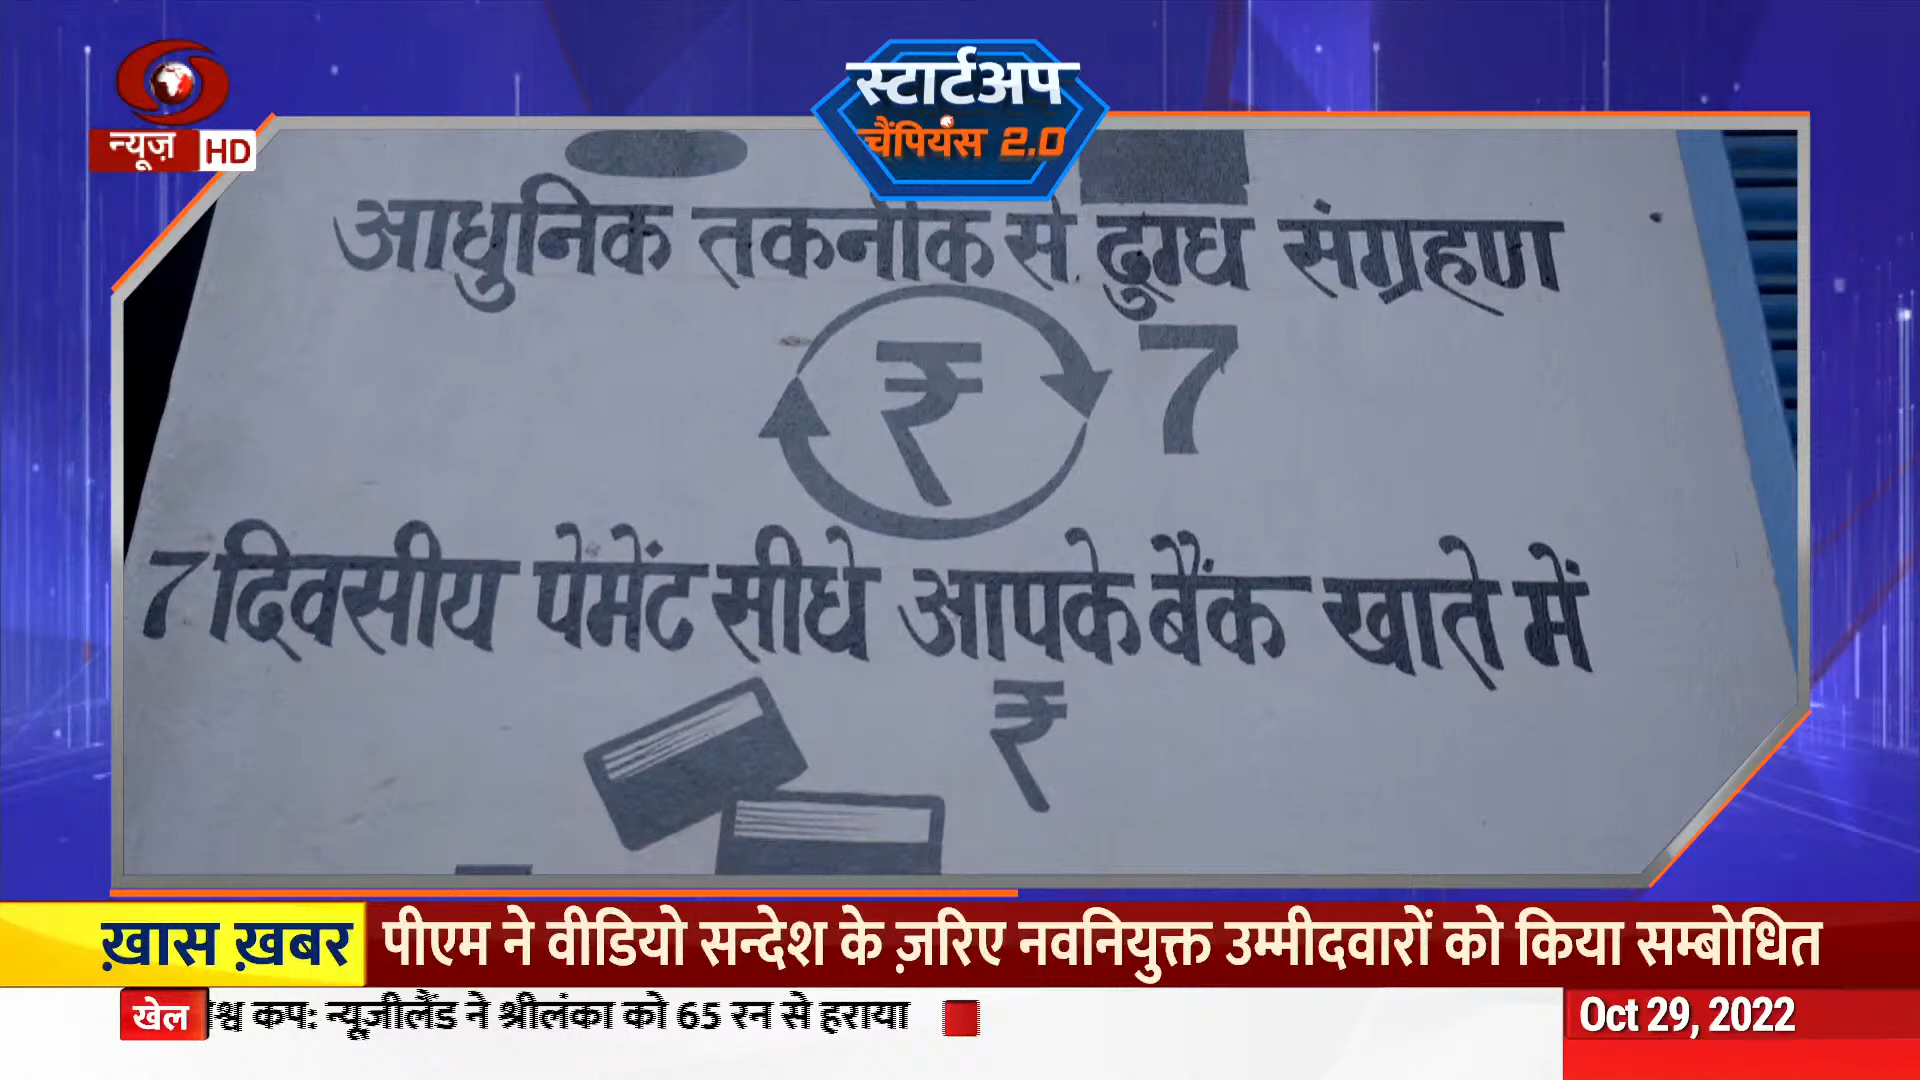 स्टार्टअप
चैंपियंस 2.0
न्यूज़ HD
आधुनिक तकनीक से दुग्ध संग्रहण
₹ 7
7 दिवसीय पेमेंट सीधे आपके बैंक खाते में
₹
ख़ास ख़बर पीएम ने वीडियो सन्देश के ज़रिए नवनियुक्त उम्मीदवारों को किया सम्बोधित
खेल कप: न्यूज़ीलैंड ने श्रीलंका को 65 रन से हराया
Oct 29, 2022